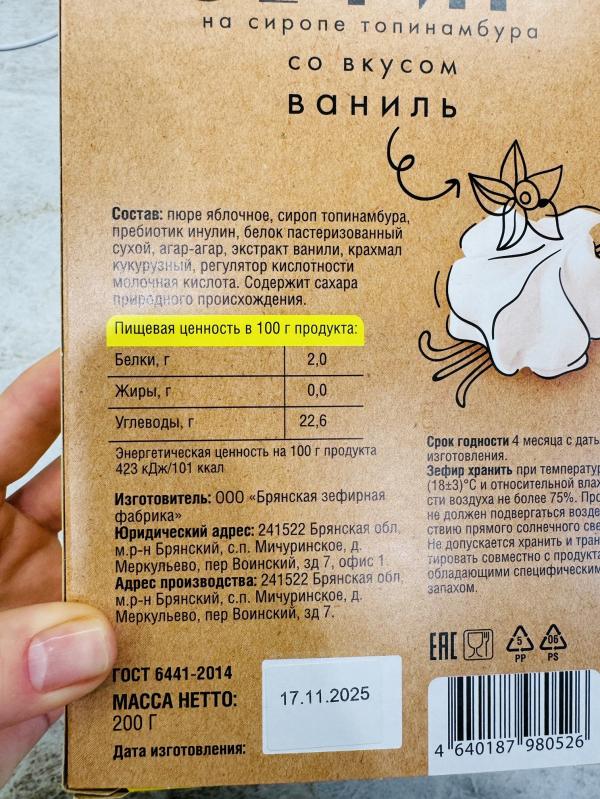 на сиропе топинамбура
со вкусом
ваниль
Состав: пюре яблочное, сироп топинамбура,
пребиотик инулин, белок пастеризованный
сухой, агар-агар, экстракт ванили, крахмал
кукурузный, регулятор кислотности
молочная кислота. Содержит сахара
природного происхождения.
Пищевая ценность в 100 г продукта:
Белки, г 2,0
Жиры, г 0,0
Углеводы, г 22,6
Энергетическая ценность на 100 г продукта
423 кДж/101 ккал
Изготовитель: ООО «Брянская зефирная
фабрика»
Юридический адрес: 241522 Брянская обл,
м.р-н Брянский, с.п. Мичуринское, д.
Меркульево, пер Воинский, зд 7, офис 1.
Адрес производства: 241522 Брянская обл,
м.р-н Брянский, с.п. Мичуринское, д.
Меркульево, пер Воинский, зд 7.
ГОСТ 6441-2014
МАССА НЕТТО:
200 Г
Дата изготовления:
17.11.2025
Срок годности 4 месяца с даты
изготовления.
Зефир хранить при температур
(18±3)°С и относительной влаж
сти воздуха не более 75%. Про
не должен подвергаться возде
ствию прямого солнечного све
Не допускается хранить и тран
тировать совместно с продукта
обладающими специфическим
запахом.
EAC
5 06
PP PS
4 640187 980526